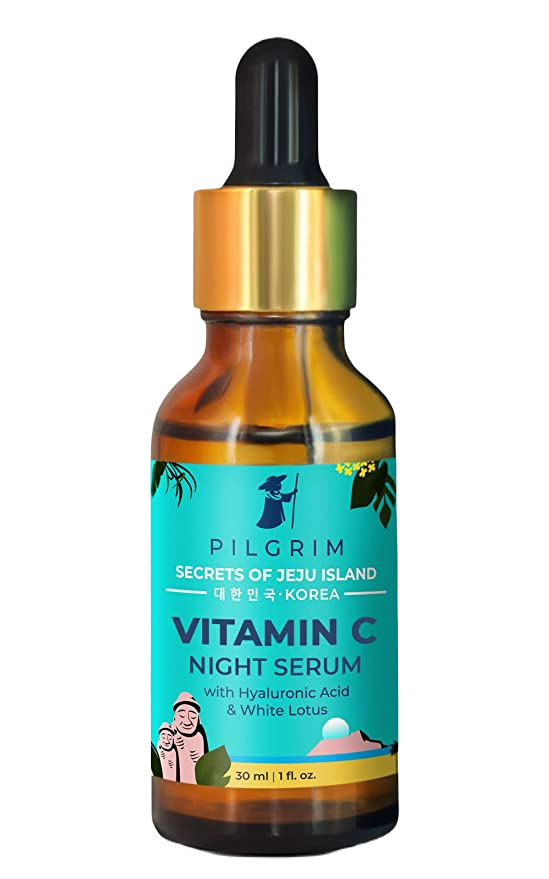 PILGRIM
SECRETS OF JEJU ISLAND
대한민국·KOREA
VITAMIN C
NIGHT SERUM
with Hyaluronic Acid
& White Lotus
30 ml | 1 fl. oz.